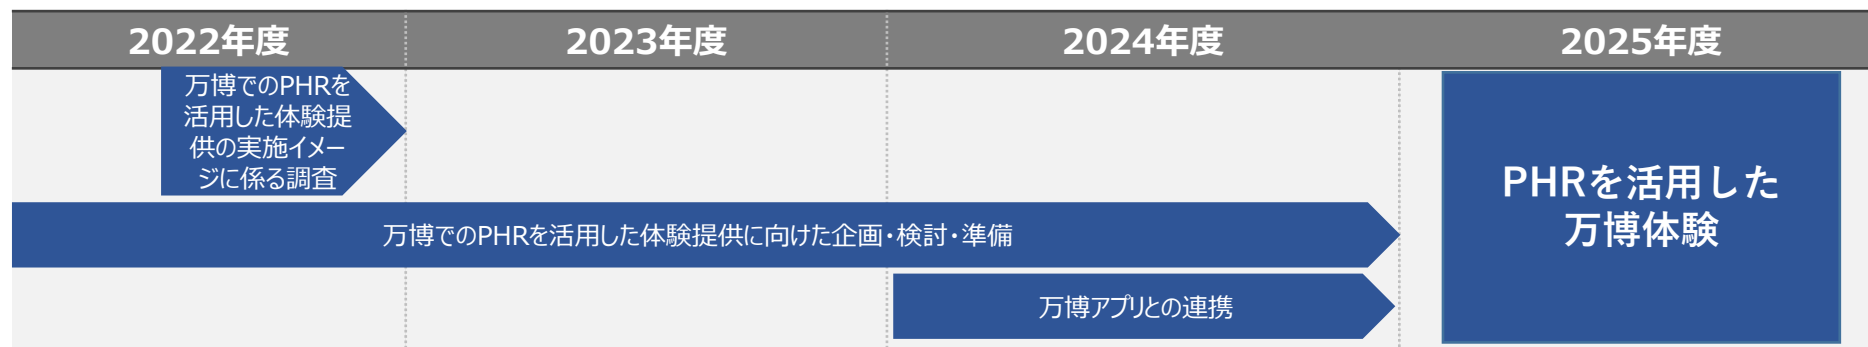 2022年度
2023年度
2024年度
2025年度
万博でのPHRを
活用した体験提
供の実施イメー
ジに係る調査
万博でのPHRを活用した体験提供に向けた企画・検討・準備
万博アプリとの連携
PHRを活用した
万博体験